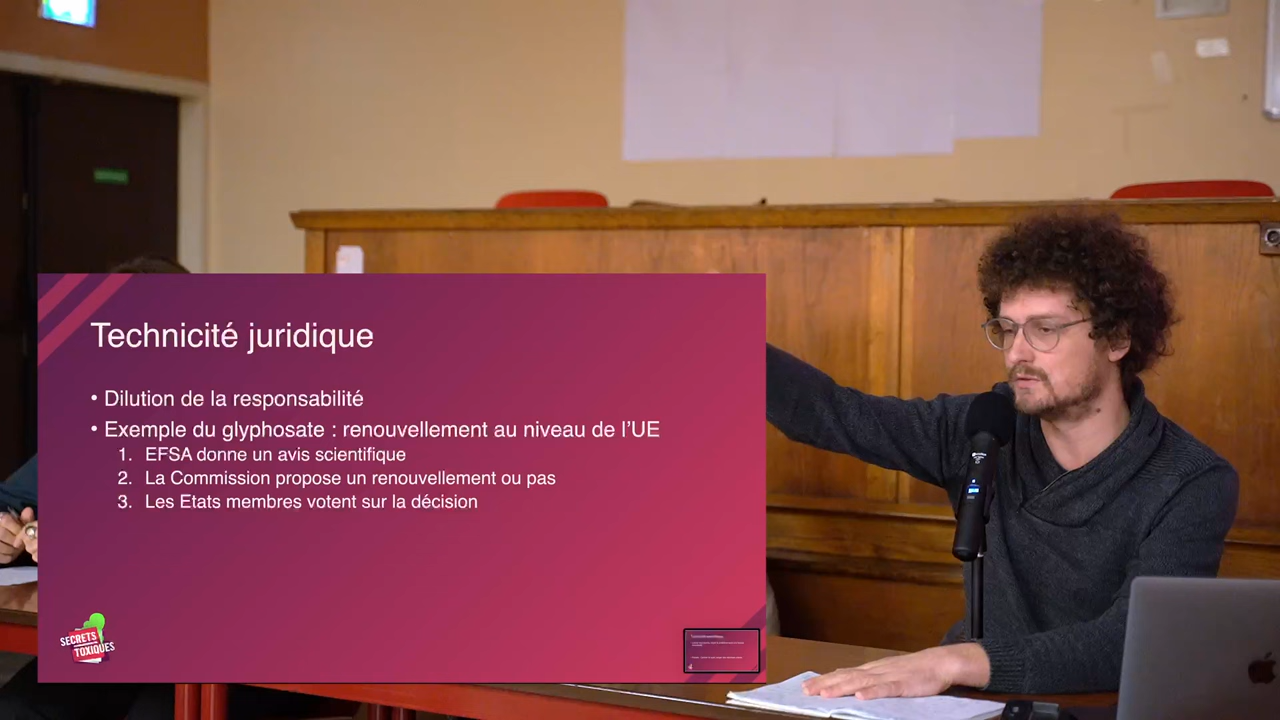 Technicité juridique
• Dilution de la responsabilité
• Exemple du glyphosate : renouvellement au niveau de l'UE
1. EFSA donne un avis scientifique
2. La Commission propose un renouvellement ou pas
3. Les Etats membres votent sur la décision
SECRETS
TOXIQUES